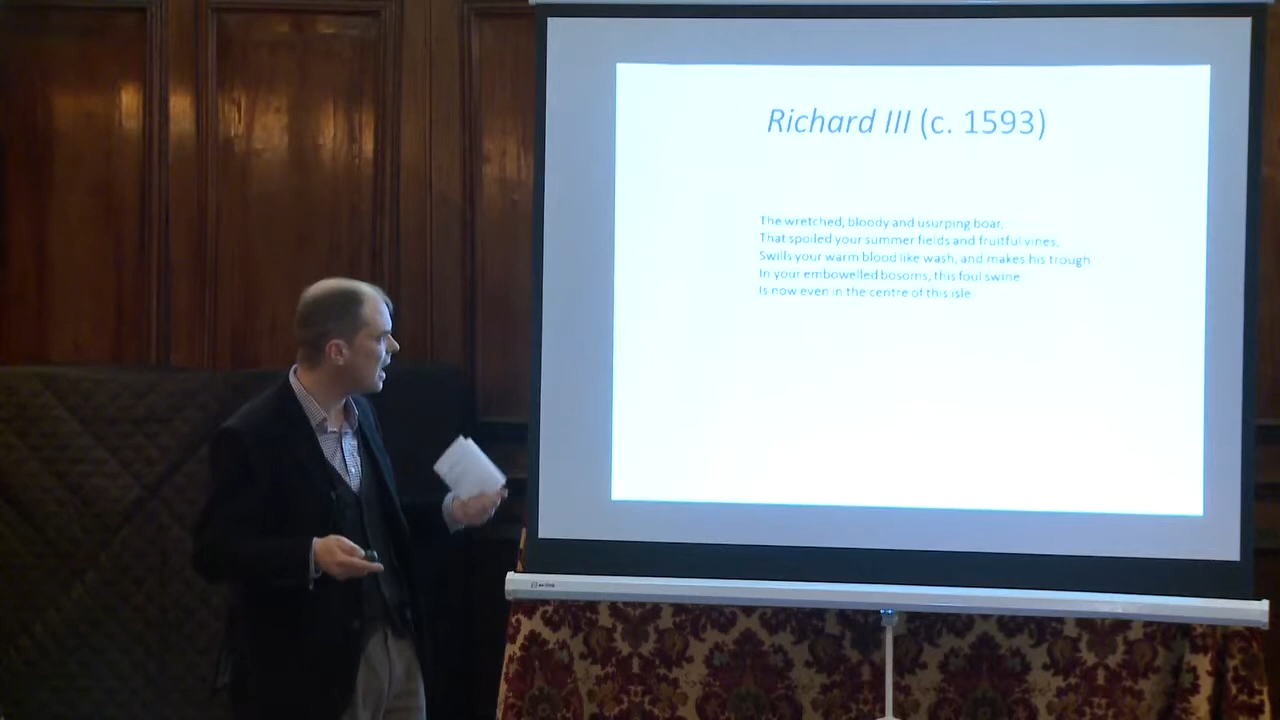 Richard III (c. 1593)
The wretched, bloody and usurping boar,
That spoiled your summer fields and fruitful vines,
Swills your warm blood like wash, and makes his trough
In your embowelled bosoms, this foul swine
Is now even in the centre of this isle